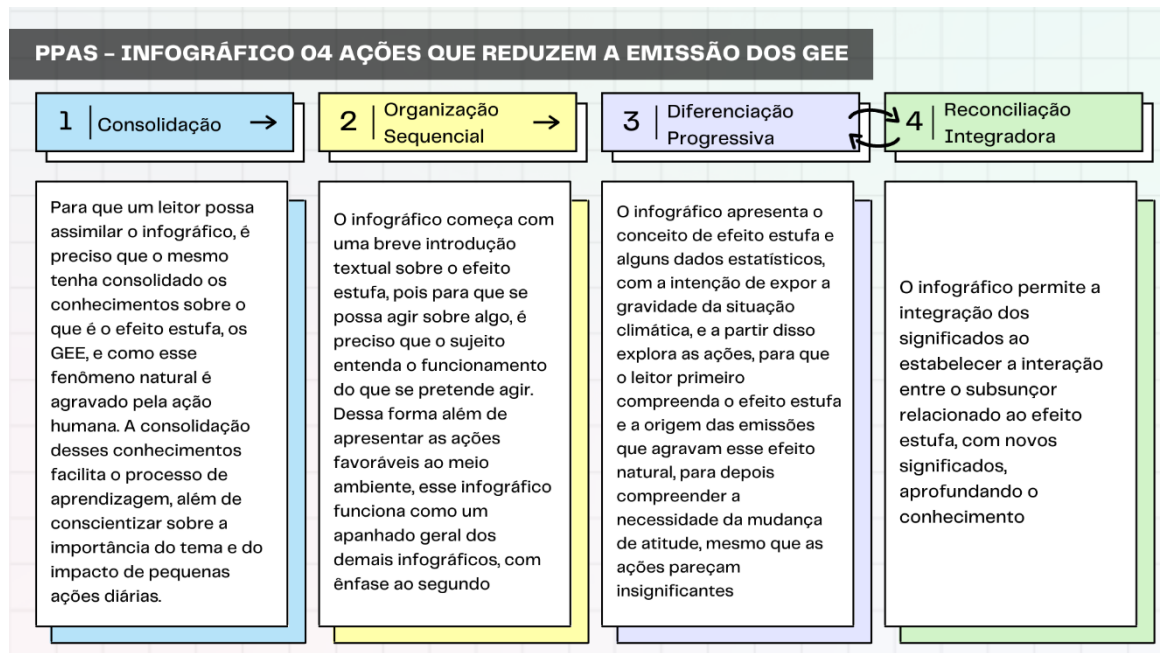 PPAS - INFOGRÁFICO 04 AÇÕES QUE REDUZEM A EMISSÃO DOS GEE
1 Consolidação
Para que um leitor possa
assimilar o infográfico, é
preciso que o mesmo
tenha consolidado os
conhecimentos sobre o
que é o efeito estufa, os
GEE, e como esse
fenômeno natural é
agravado pela ação
humana. A consolidação
desses conhecimentos
facilita o processo de
aprendizagem, além de
conscientizar sobre a
importância do tema e do
impacto de pequenas
ações diárias.
2 Organização
Sequencial
O infográfico começa com
uma breve introdução
textual sobre o efeito
estufa, pois para que se
possa agir sobre algo, é
preciso que o sujeito
entenda o funcionamento
do que se pretende agir.
Dessa forma além de
apresentar as ações
favoráveis ao meio
ambiente, esse infográfico
funciona como um
apanhado geral dos
demais infográficos, com
ênfase ao segundo
3 Diferenciação
Progressiva
O infográfico apresenta o
conceito de efeito estufa e
alguns dados estatísticos,
com a intenção de expor a
gravidade da situação
climática, e a partir disso
explora as ações, para que
o leitor primeiro
compreenda o efeito estufa
e a origem das emissões
que agravam esse efeito
natural, para depois
compreender a
necessidade da mudança
de atitude, mesmo que as
ações pareçam
insignificantes
4 Reconciliação
Integradora
O infográfico permite a
integração dos
significados ao
estabelecer a interação
entre o subsunçor
relacionado ao efeito
estufa, com novos
significados,
aprofundando o
conhecimento